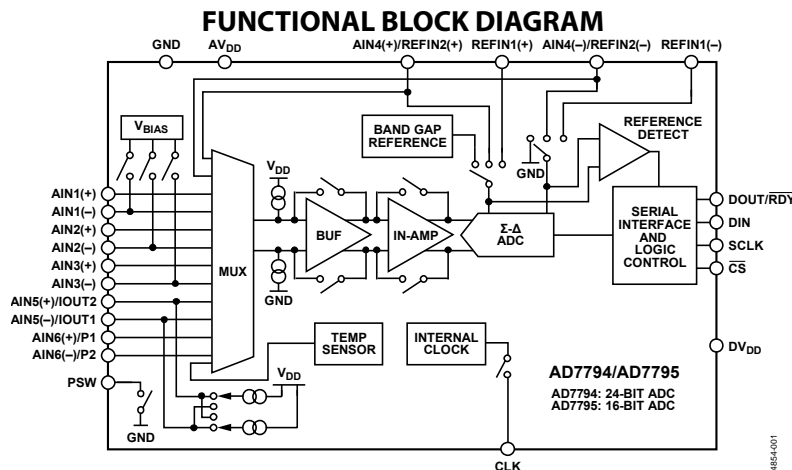 FUNCTIONAL BLOCK DIAGRAM
GND
AVDD
AIN4(+)/REFIN2(+)
REFIN1(+)
AIN4(–)/REFIN2(–)
REFIN1(–)
VBIAS
BAND GAP
REFERENCE
REFERENCE
DETECT
GND
VDD
AIN1(+)
AIN1(–)
AIN2(+)
AIN2(–)
AIN3(+)
AIN3(–)
AIN5(+)/IOUT2
AIN5(–)/IOUT1
AIN6(+)/P1
AIN6(–)/P2
PSW
GND
MUX
BUF
IN-AMP
Σ-Δ
ADC
SERIAL
INTERFACE
AND
LOGIC
CONTROL
DOUT/RDY
DIN
SCLK
CS
GND
TEMP
SENSOR
INTERNAL
CLOCK
DVDD
VDD
AD7794/AD7795
AD7794: 24-BIT ADC
AD7795: 16-BIT ADC
CLK
4854-001